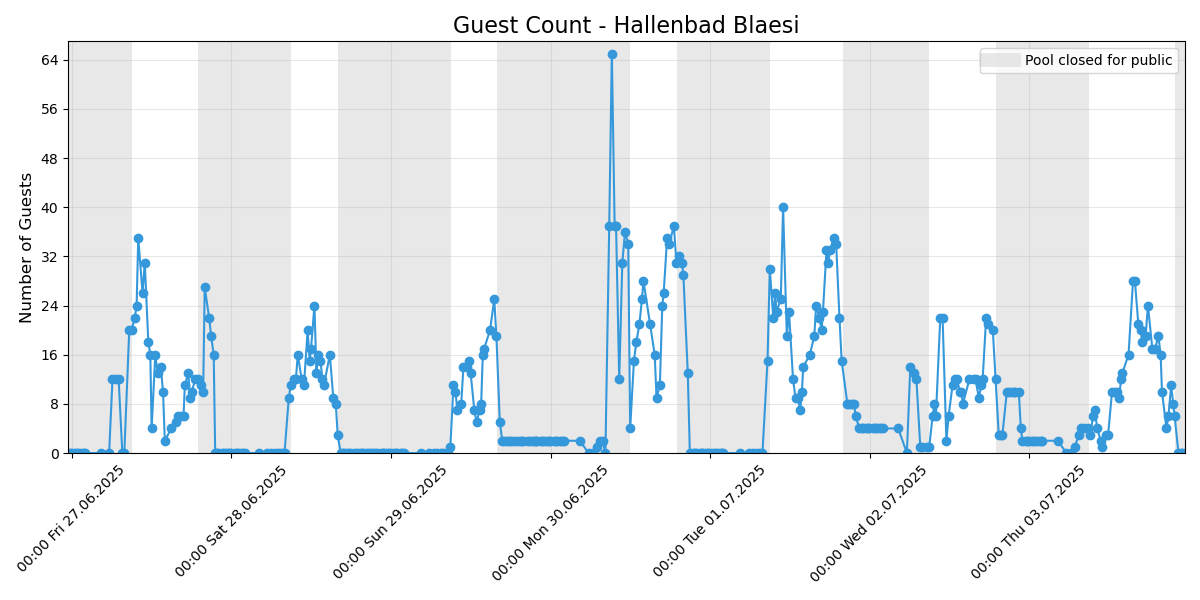 Guest Count - Hallenbad Blaesi
Pool closed for public
Number of Guests
64
56
48
40
32
24
16
8
0
00:00 Fri 27.06.2025
00:00 Sat 28.06.2025
00:00 Sun 29.06.2025
00:00 Mon 30.06.2025
00:00 Tue 01.07.2025
00:00 Wed 02.07.2025
00:00 Thu 03.07.2025